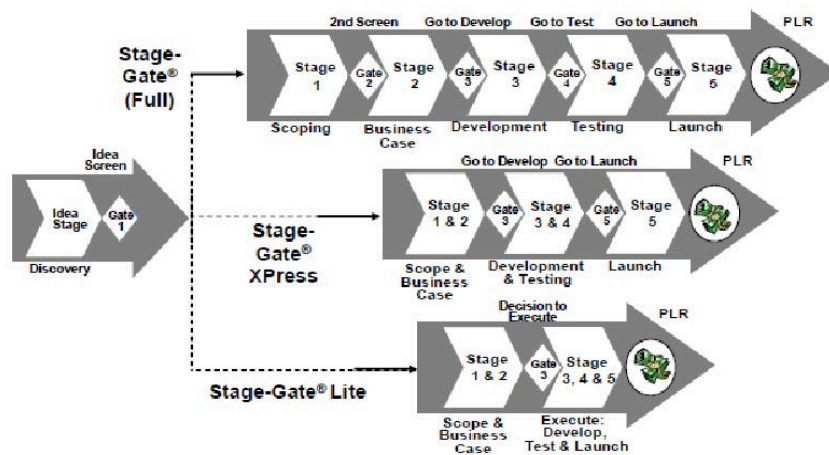 2nd Screen Go to Develop Go to Test Go to Launch PLR
Stage-
Gate®
(Full)
Stage
1
Gate
2
Stage
2
Gate
3
Stage
3
Gate
4
Stage
4
Gate
5
Stage
5
Scoping
Business
Case
Development
Testing
Launch
Idea
Screen
Idea
Stage
Gate
1
Discovery
Go to Develop Go to Launch PLR
Stage-
Gate®
XPress
Stage
1 & 2
Gate
3
Stage
3 & 4
Gate
5
Stage
5
Scope &
Business
Case
Development
& Testing
Launch
Decision to
Execute
PLR
Stage-Gate® Lite
Stage
1 & 2
Gate
3
Stage
3, 4 & 5
Scope &
Business
Case
Execute:
Develop,
Test & Launch